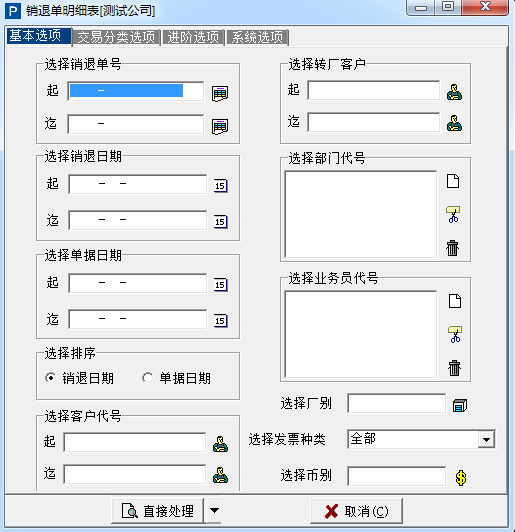 P 销退单明细表[测试公司]
基本选项 交易分类选项 进阶选项 系统选项
选择销退单号
起 -
迄 -
选择销退日期
起 - -
迄 - -
选择单据日期
起 - -
迄 - -
选择排序
销退日期 单据日期
选择客户代号
起
迄
选择转厂客户
起
迄
选择部门代号
选择业务员代号
选择厂别
选择发票种类 全部
选择币别
15
15
15
15
直接处理 取消(C)